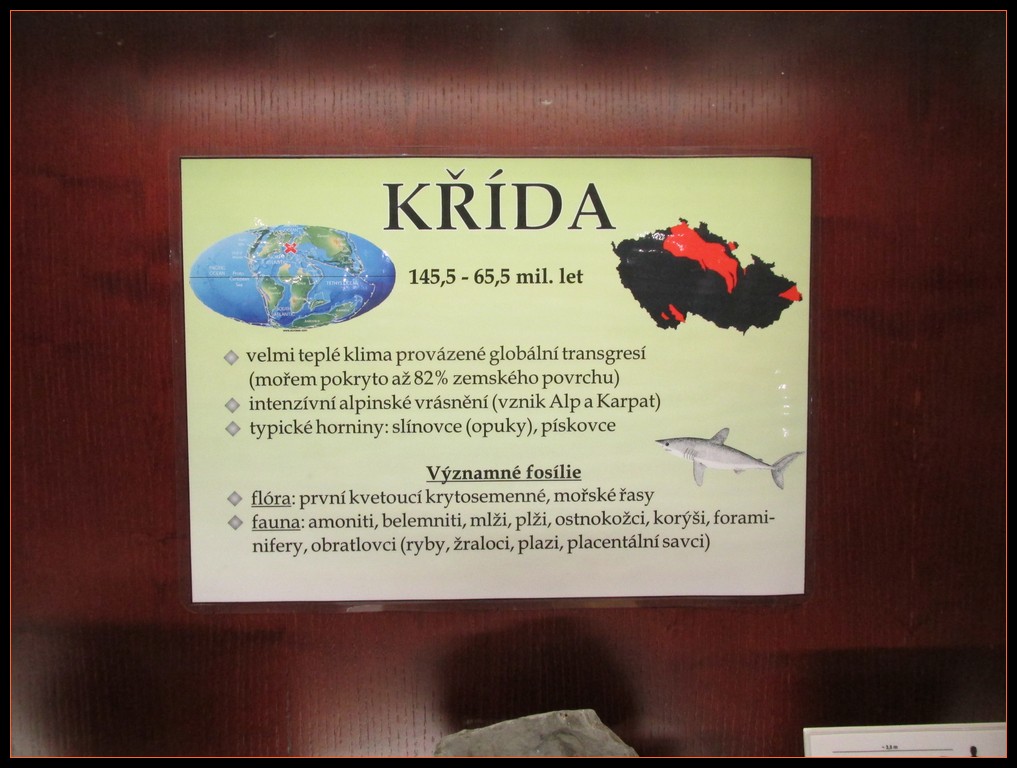 KŘÍDA
145,5 - 65,5 mil. let
velmi teplé klima provázené globální transgresí
(mořem pokryto až 82% zemského povrchu)
intenzívní alpinské vrásnění (vznik Alp a Karpat)
typické horniny: slínovce (opuky), pískovce
Významné fosílie
flóra: první kvetoucí krytosemenné, mořské řasy
fauna: amoniti, belemniti, mlži, plži, ostnokožci, korýši, forami-
nifery, obratlovci (ryby, žraloci, plazi, placentální savci)